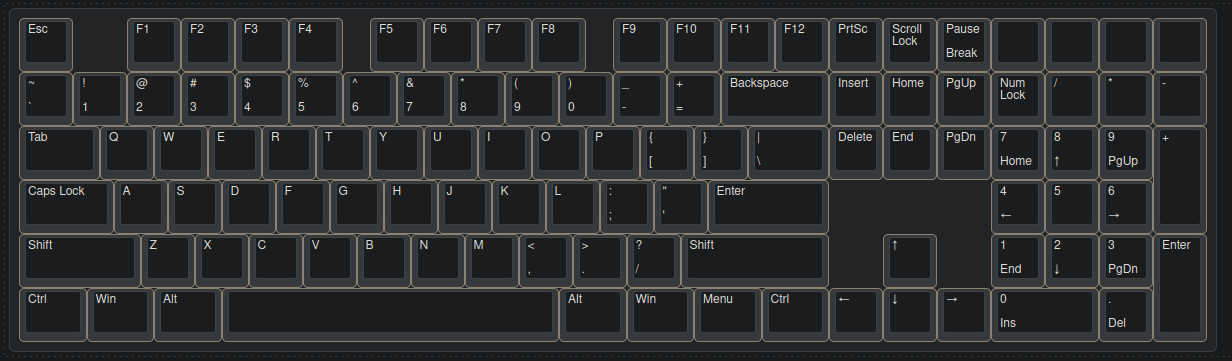 Esc F1 F2 F3 F4 F5 F6 F7 F8 F9 F10 F11 F12 PrtSc Scroll Lock Pause Break
~ ` ! 1 @ 2 # 3 $ 4 % 5 ^ 6 & 7 * 8 ( 9 ) 0 _ - + = Backspace Insert Home PgUp Num Lock / * -
Tab Q W E R T Y U I O P { [ } ] | \ Delete End PgDn 7 Home 8 ↑ 9 PgUp +
Caps Lock A S D F G H J K L : ; " ' Enter 4 ← 5 6 →
Shift Z X C V B N M < , > . ? / Shift ↑ 1 End 2 ↓ 3 PgDn Enter
Ctrl Win Alt Alt Win Menu Ctrl ← ↓ → 0 Ins . Del